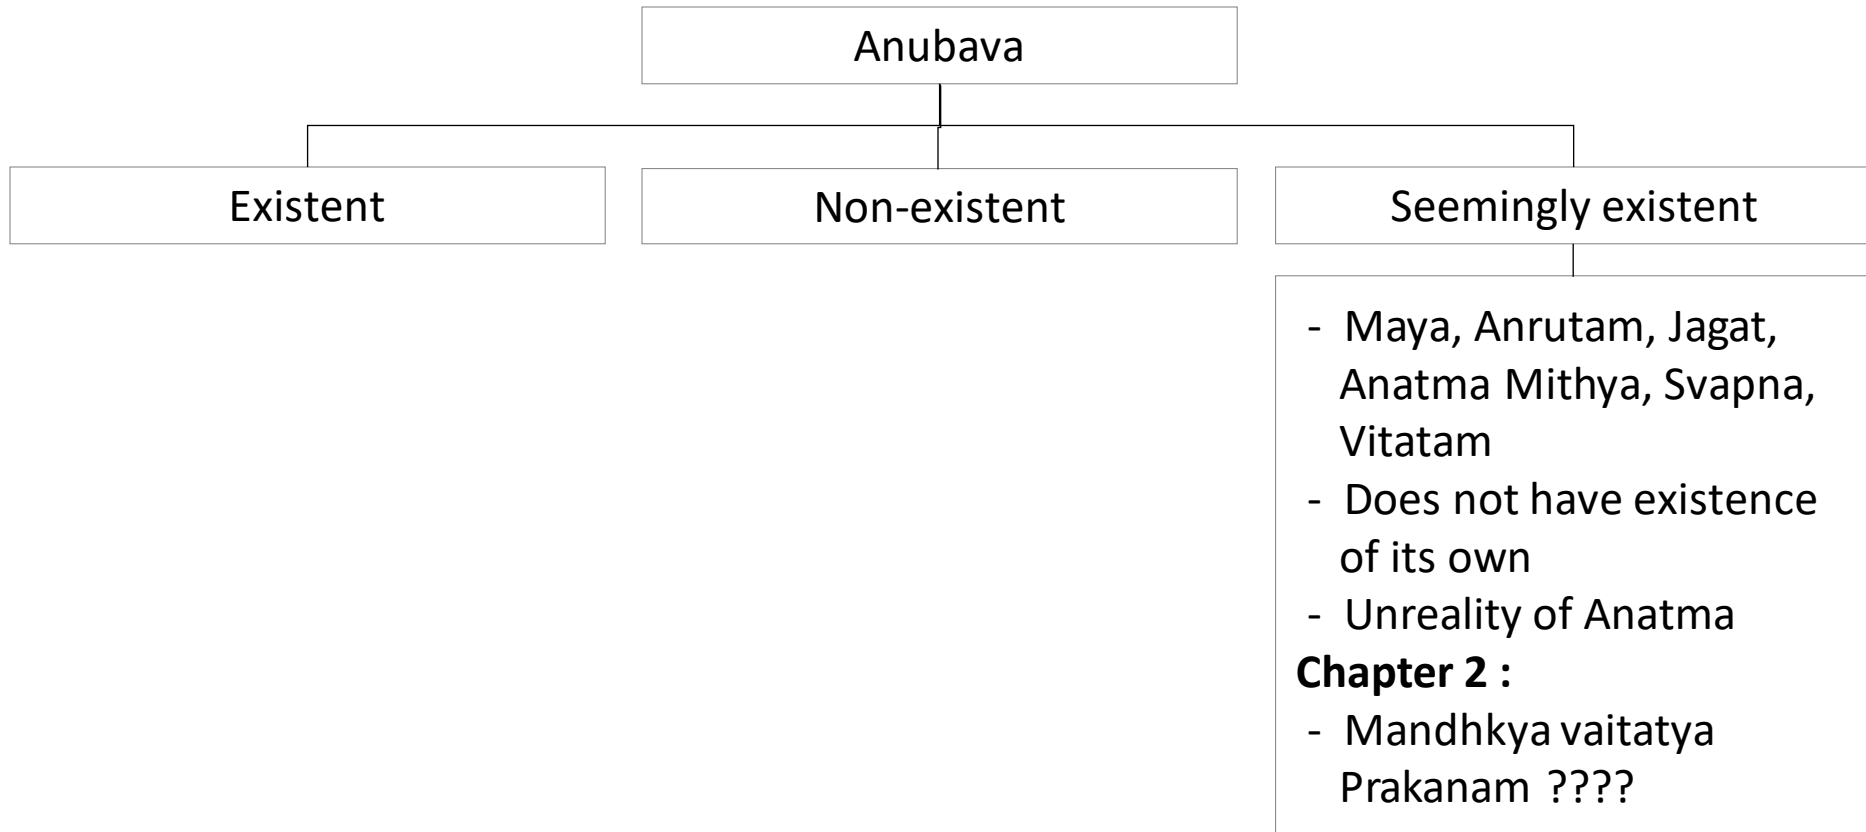 Anubava
Existent
Non-existent
Seemingly existent
- Maya, Anrutam, Jagat,
Anatma Mithya, Svapna,
Vitatam
- Does not have existence
of its own
- Unreality of Anatma
Chapter 2 :
- Mandhkya vaitatya
Prakanam ????